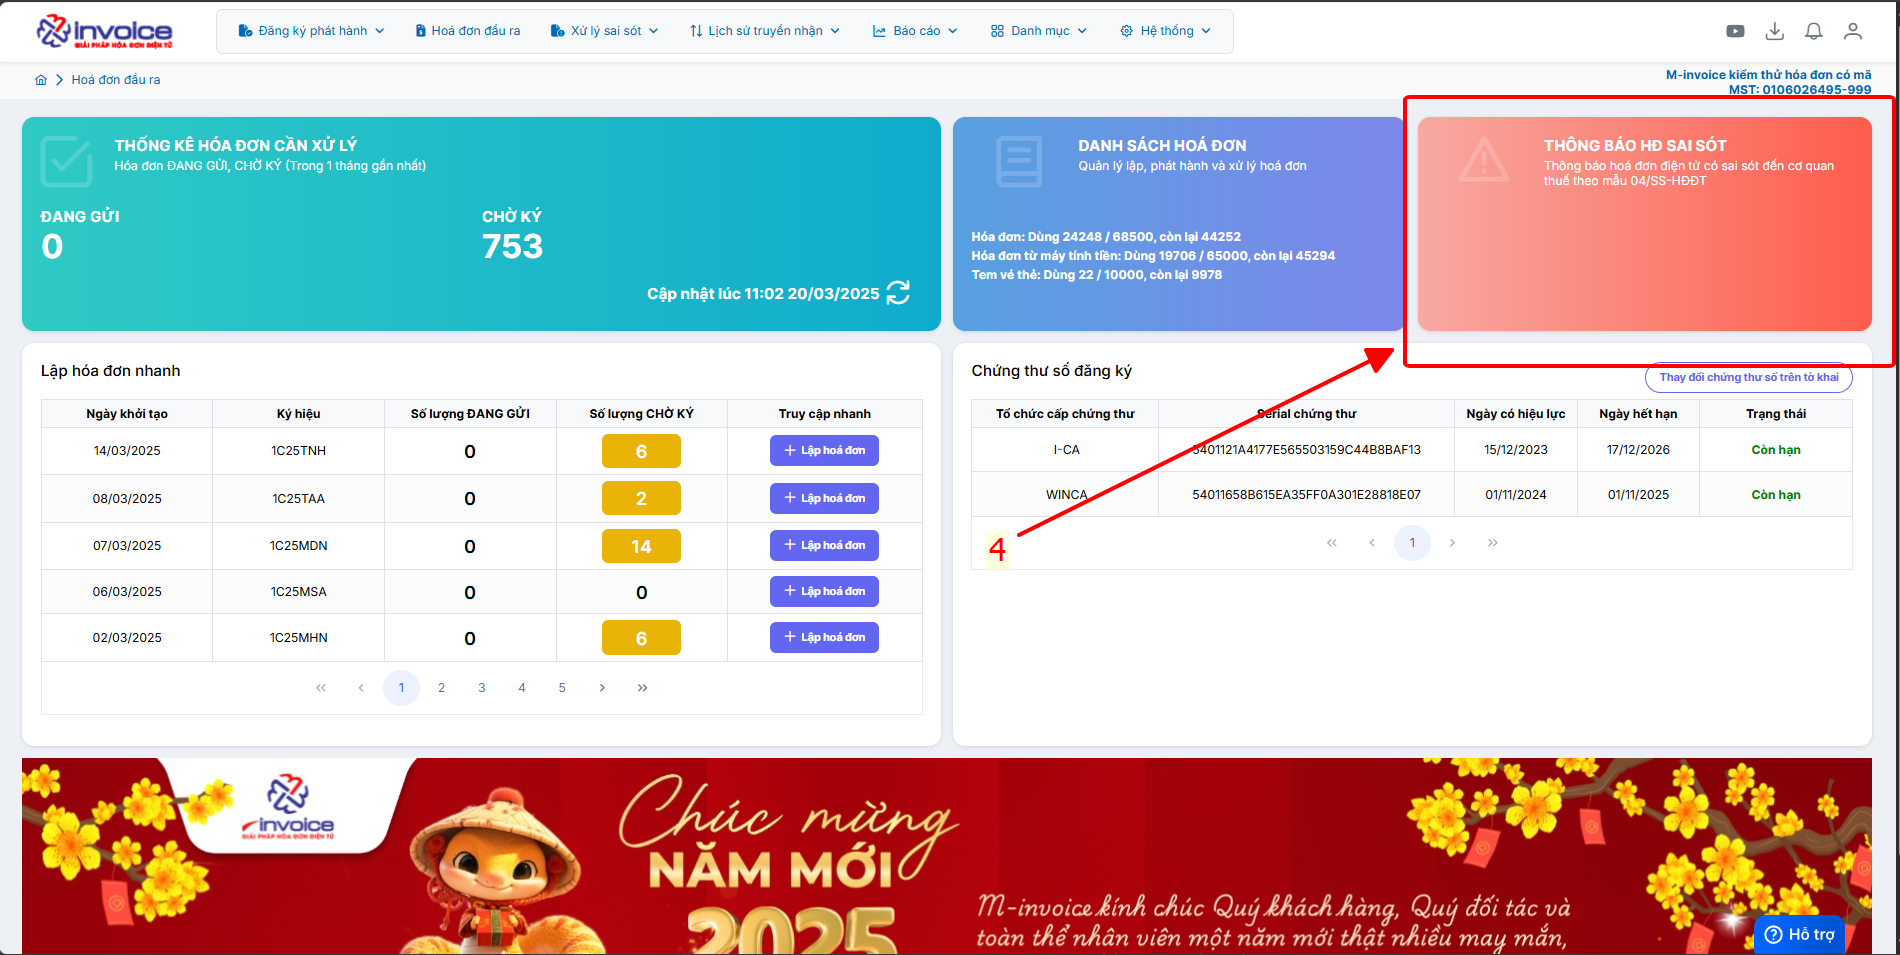 invoice
GIẢI PHÁP HÓA ĐƠN ĐIỆN TỬ
Đăng ký phát hành
Hoá đơn đầu ra
Xử lý sai sót
Lịch sử truyền nhận
Báo cáo
Danh mục
Hệ thống
Hoá đơn đầu ra
M-invoice kiểm thử hóa đơn có mã
MST: 0106026495-999
THỐNG KÊ HÓA ĐƠN CẦN XỬ LÝ
Hóa đơn ĐANG GỬI, CHỜ KÝ (Trong 1 tháng gần nhất)
ĐANG GỬI
0
CHỜ KÝ
753
Cập nhật lúc 11:02 20/03/2025
DANH SÁCH HOÁ ĐƠN
Quản lý lập, phát hành và xử lý hoá đơn
Hóa đơn: Dùng 24248 / 68500, còn lại 44252
Hóa đơn từ máy tính tiền: Dùng 19706 / 65000, còn lại 45294
Tem vé thẻ: Dùng 22 / 10000, còn lại 9978
THÔNG BÁO HĐ SAI SÓT
Thông báo hoá đơn điện tử có sai sót đến cơ quan
thuế theo mẫu 04/SS-HĐĐT
Lập hóa đơn nhanh
Ngày khởi tạo Ký hiệu Số lượng ĐANG GỬI Số lượng CHỜ KÝ Truy cập nhanh
14/03/2025 1C25TNH 0 6 + Lập hoá đơn
08/03/2025 1C25TAA 0 2 + Lập hoá đơn
07/03/2025 1C25MDN 0 14 + Lập hoá đơn
06/03/2025 1C25MSA 0 0 + Lập hoá đơn
02/03/2025 1C25MHN 0 6 + Lập hoá đơn
« ‹ 1 2 3 4 5 › »
Chứng thư số đăng ký
Thay đổi chứng thư số trên tờ khai
Tổ chức cấp chứng thư Serial chứng thư Ngày có hiệu lực Ngày hết hạn Trạng thái
I-CA 5401121A4177E565503159C44B8BAF13 15/12/2023 17/12/2026 Còn hạn
WINCA 54011658B615EA35FF0A301E28818E07 01/11/2024 01/11/2025 Còn hạn
« ‹ 1 › »
4
invoice
GIẢI PHÁP HÓA ĐƠN ĐIỆN TỬ
Chúc mừng
NĂM MỚI
2025
M-invoice kính chúc Quý khách hàng, Quý đối tác và
toàn thể nhân viên một năm mới thật nhiều may mắn,
Hỗ trợ